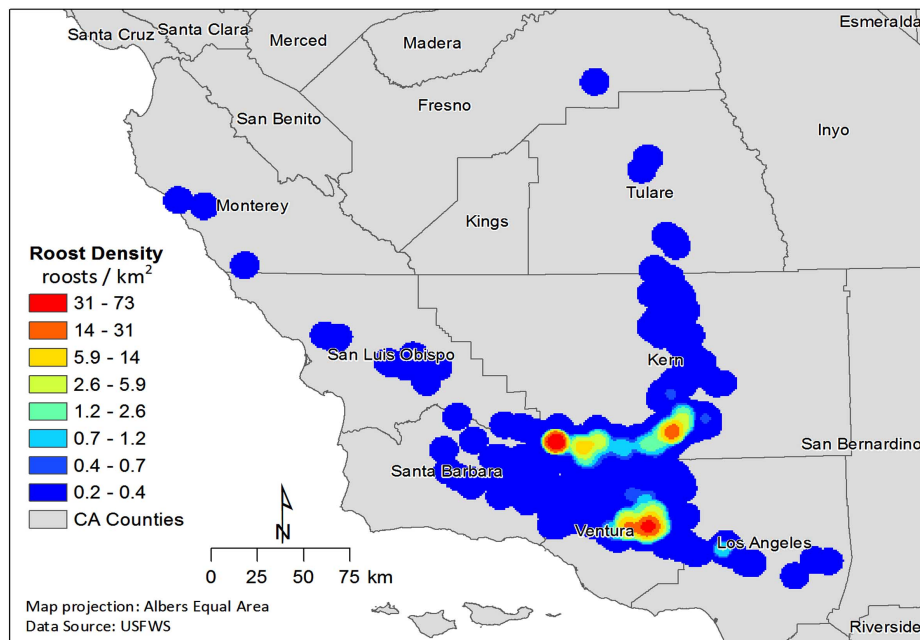 Esmeralda
Santa Cruz
Santa Clara
Merced
Madera
Fresno
San Benito
Inyo
Tulare
Monterey
Kings
Roost Density
roosts / km2
31 - 73
14 - 31
5.9 - 14
2.6 - 5.9
1.2 - 2.6
0.7 - 1.2
0.4 - 0.7
0.2 - 0.4
CA Counties
San Luis Obispo
Kern
San Bernardino
Santa Barbara
Ventura
Los Angeles
N
0 25 50 75 km
Map projection: Albers Equal Area
Data Source: USFWS
Riverside